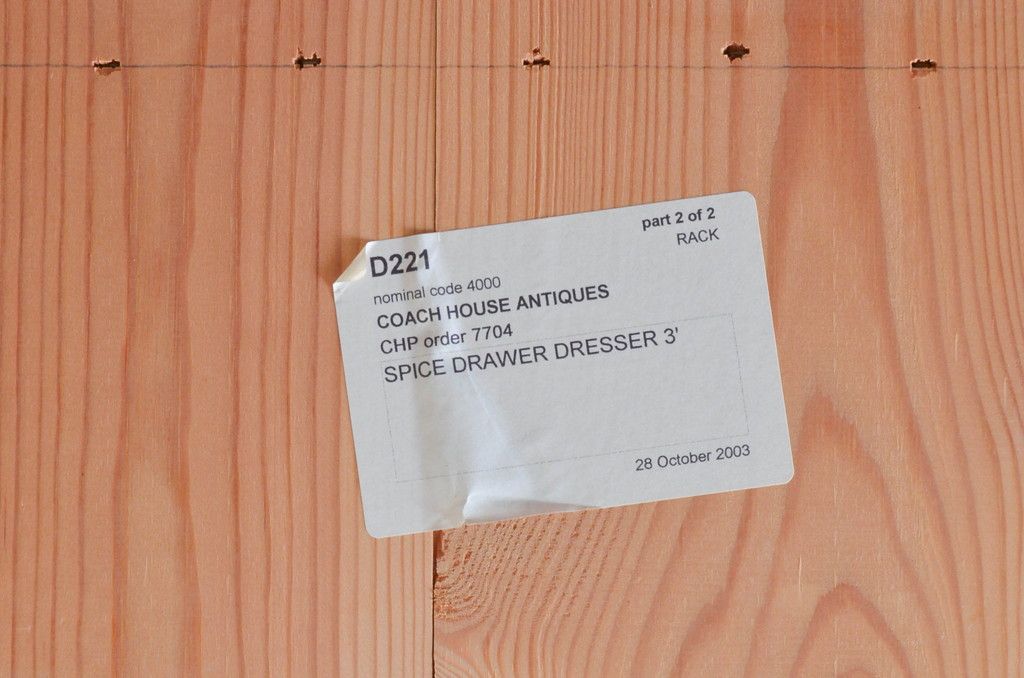 part 2 of 2
D221
RACK
nominal code 4000
COACH HOUSE ANTIQUES
CHP order 7704
SPICE DRAWER DRESSER 3'
28 October 2003